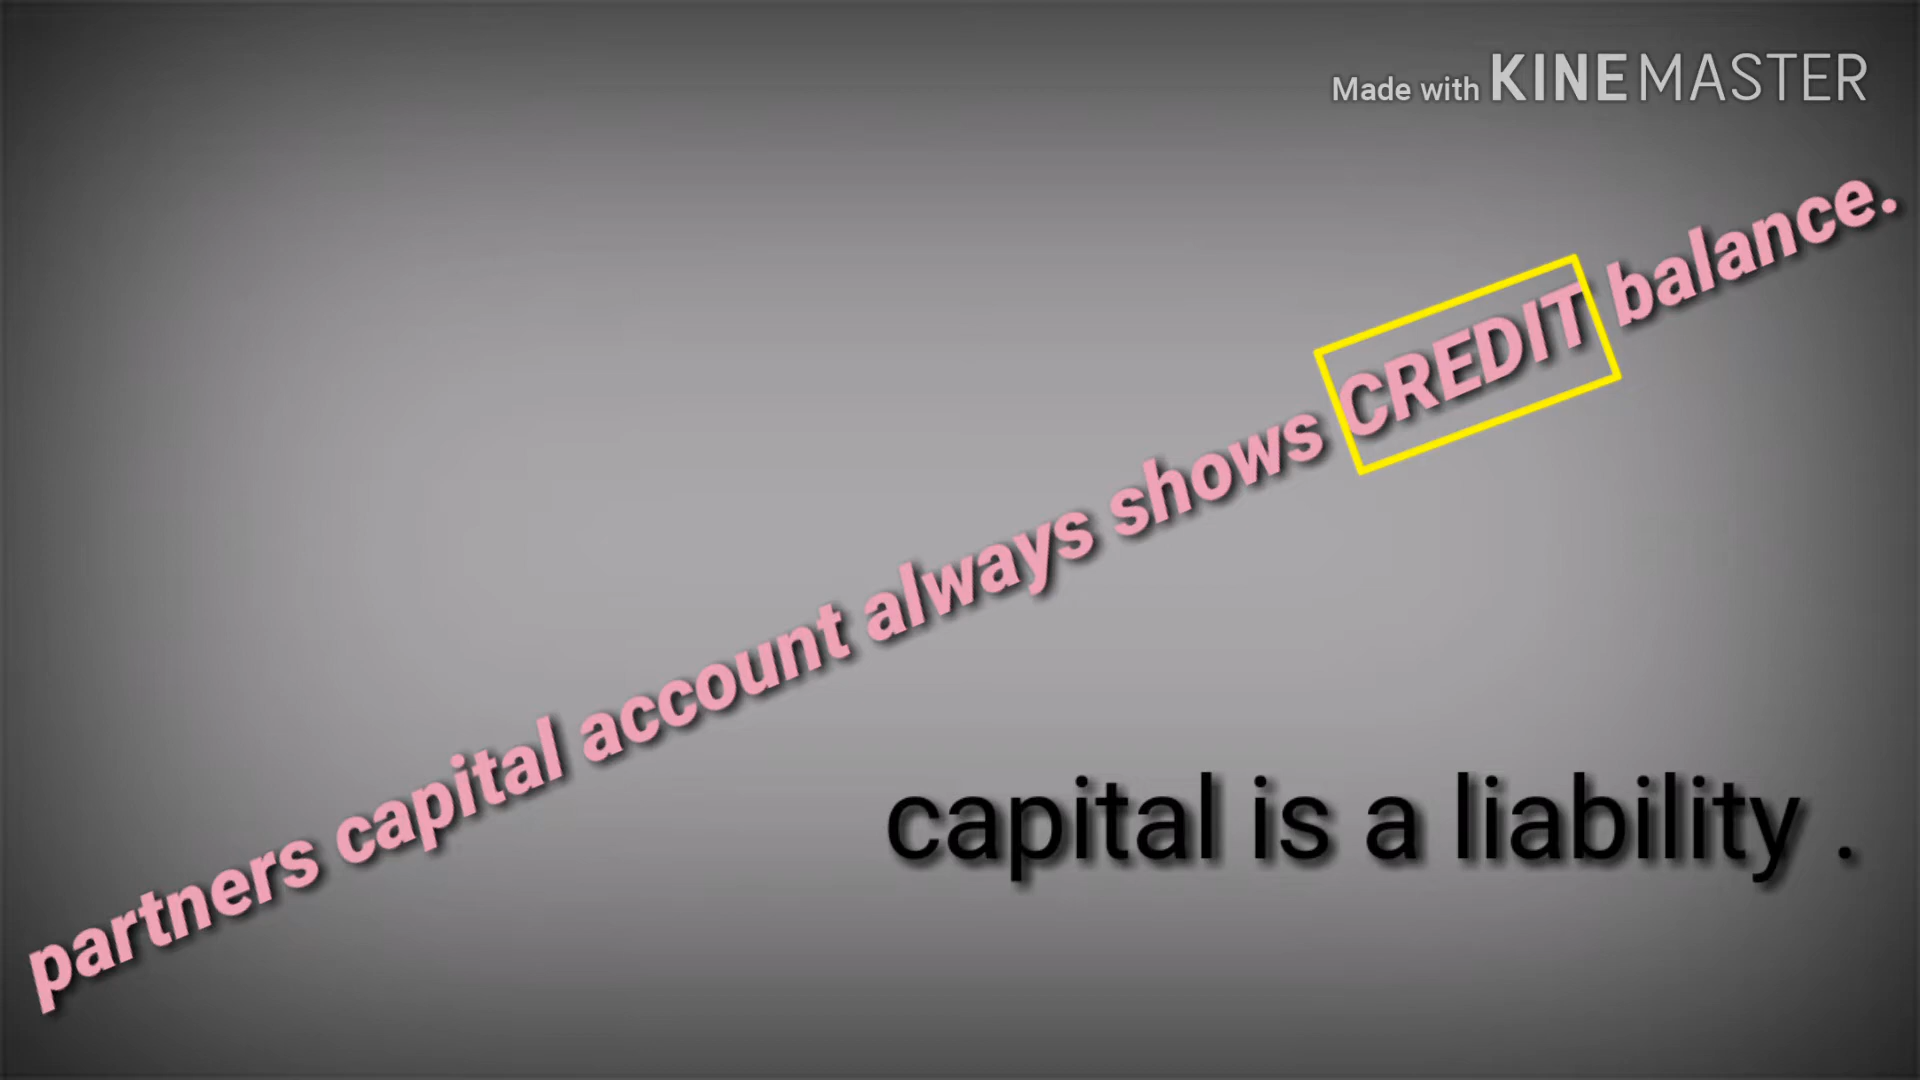 Made with KINEMASTER
partners capital account always shows CREDIT balance.
capital is a liability .